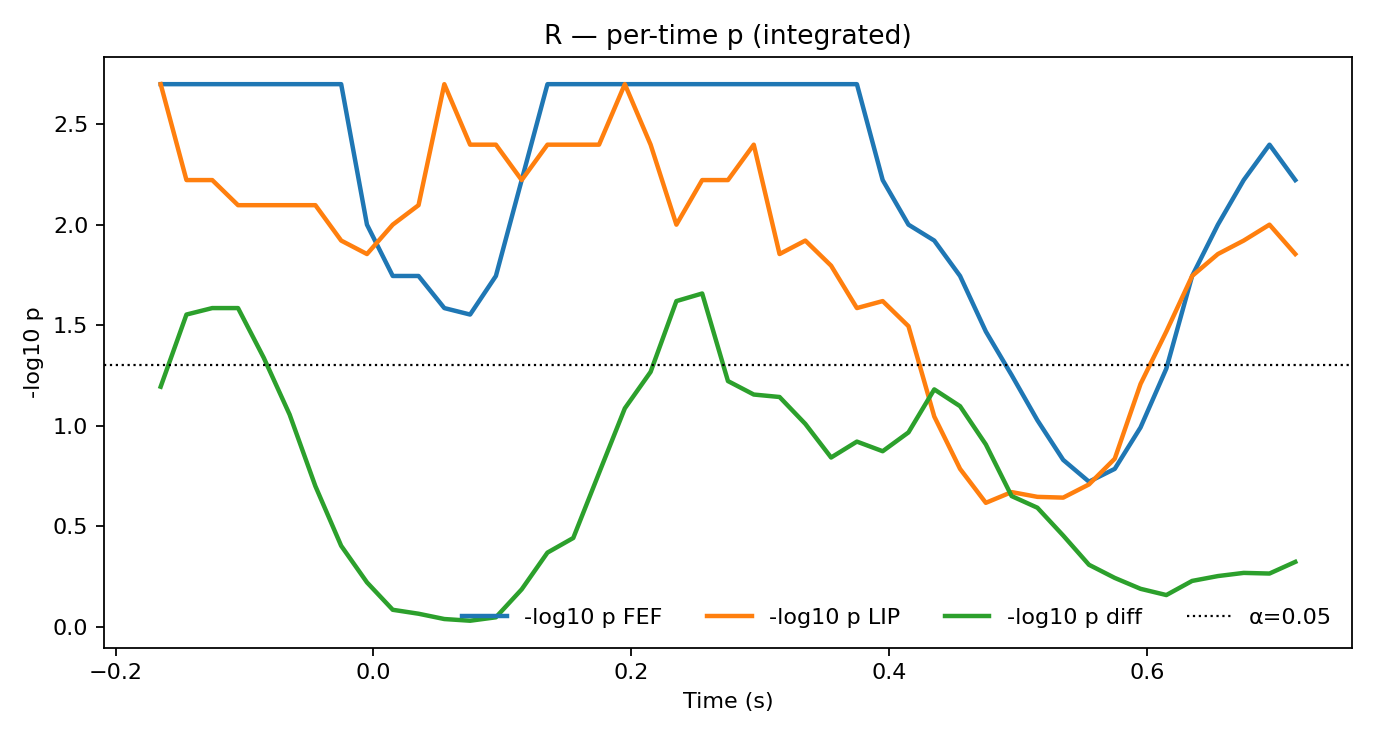 R — per-time p (integrated)
-log10 p
2.5
2.0
1.5
1.0
0.5
0.0
-log10 p FEF -log10 p LIP -log10 p diff α=0.05
−0.2 0.0 0.2 0.4 0.6
Time (s)